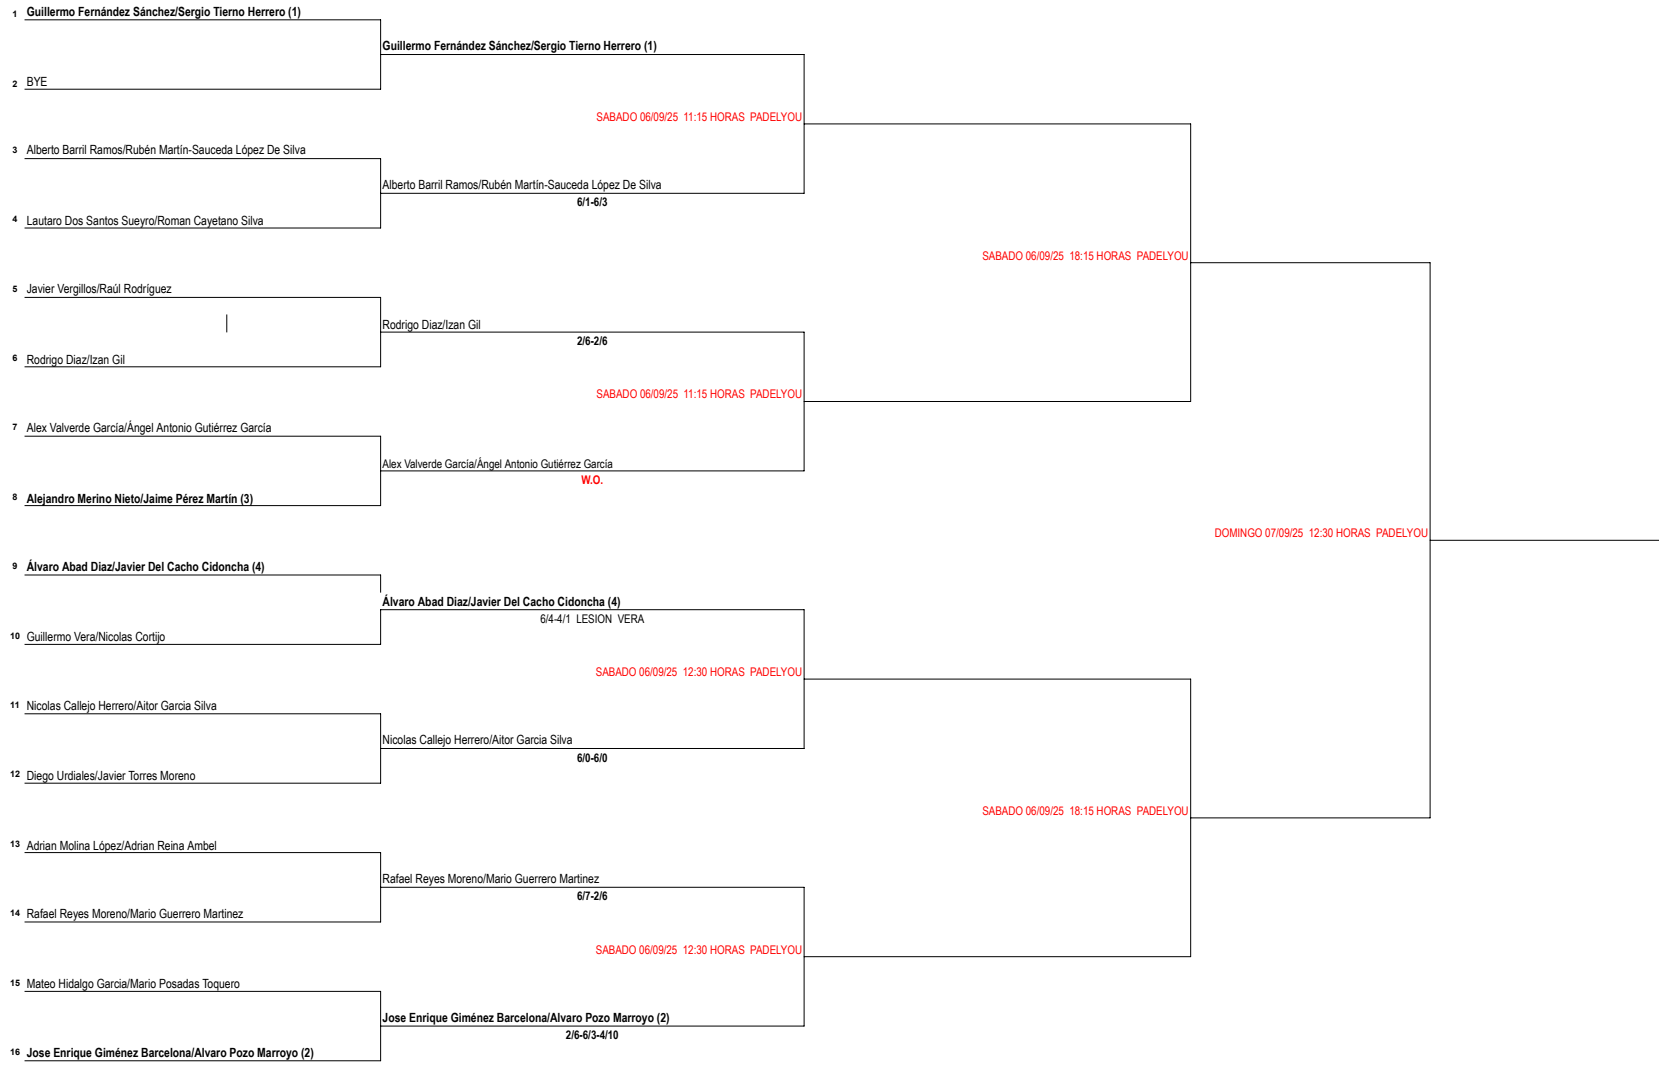 1 Guillermo Fernández Sánchez/Sergio Tierno Herrero (1)
Guillermo Fernández Sánchez/Sergio Tierno Herrero (1)
2 BYE
SABADO 06/09/25 11:15 HORAS PADELYOU
3 Alberto Barril Ramos/Rubén Martín-Sauceda López De Silva
Alberto Barril Ramos/Rubén Martín-Sauceda López De Silva
6/1-6/3
4 Lautaro Dos Santos Sueyro/Roman Cayetano Silva
SABADO 06/09/25 18:15 HORAS PADELYOU
5 Javier Vergillos/Raúl Rodríguez
Rodrigo Diaz/Izan Gil
2/6-2/6
6 Rodrigo Diaz/Izan Gil
SABADO 06/09/25 11:15 HORAS PADELYOU
7 Alex Valverde García/Ángel Antonio Gutiérrez García
Alex Valverde García/Ángel Antonio Gutiérrez García
W.O.
8 Alejandro Merino Nieto/Jaime Pérez Martín (3)
DOMINGO 07/09/25 12:30 HORAS PADELYOU
9 Álvaro Abad Diaz/Javier Del Cacho Cidoncha (4)
Álvaro Abad Diaz/Javier Del Cacho Cidoncha (4)
6/4-4/1 LESION VERA
10 Guillermo Vera/Nicolas Cortijo
SABADO 06/09/25 12:30 HORAS PADELYOU
11 Nicolas Callejo Herrero/Aitor Garcia Silva
Nicolas Callejo Herrero/Aitor Garcia Silva
6/0-6/0
12 Diego Urdiales/Javier Torres Moreno
SABADO 06/09/25 18:15 HORAS PADELYOU
13 Adrian Molina López/Adrian Reina Ambel
Rafael Reyes Moreno/Mario Guerrero Martinez
6/7-2/6
14 Rafael Reyes Moreno/Mario Guerrero Martinez
SABADO 06/09/25 12:30 HORAS PADELYOU
15 Mateo Hidalgo Garcia/Mario Posadas Toquero
Jose Enrique Giménez Barcelona/Alvaro Pozo Marroyo (2)
2/6-6/3-4/10
16 Jose Enrique Giménez Barcelona/Alvaro Pozo Marroyo (2)